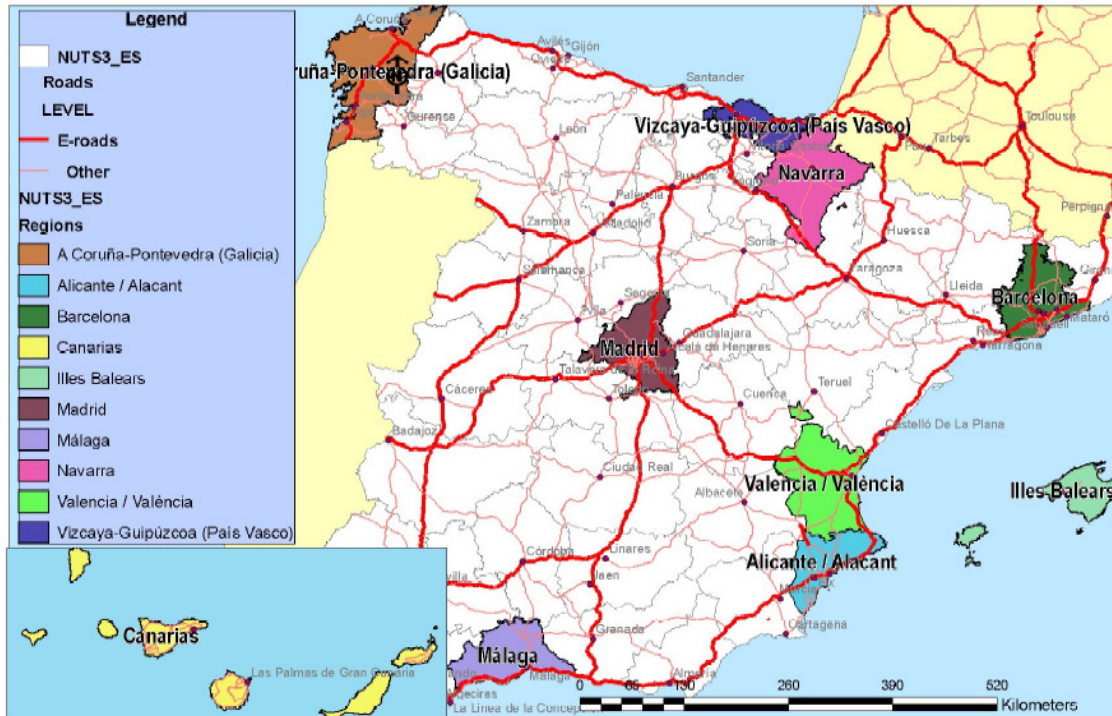 Legend
NUTS3_ES
Roads
LEVEL
E-roads
Other
NUTS3_ES
Regions
A Coruña-Pontevedra (Galicia)
Alicante / Alacant
Barcelona
Canarias
Illes Balears
Madrid
Málaga
Navarra
Valencia / València
Vizcaya-Guipúzcoa (País Vasco)
A Coruña
Avilés
Gijón
Oviedo
Santander
oruña-Pontevedra (Galicia)
Vizcaya-Guipúzcoa (País Vasco)
Toulouse
Tarbes
Pau
Ourense
León
Navarra
Burgos
Palencia
Perpignan
Zamora
Soria
Huesca
Salamanca
Zaragoza
Lleida
Barcelona
Mataró
Segovia
Guadalajara
Madrid
Alcalá de Henares
Tarragona
Talavera de la Reina
Cáceres
Cuenca
Teruel
Castelló De La Plana
Badajoz
Ciudad Real
Albacete
Valencia / València
Illes Balears
Córdoba
Linares
Jaen
Alicante / Alacant
Murcia
Cartagena
Granada
Málaga
Málaga
Almería
La Línea de la Concepción
Canarias
Las Palmas de Gran Canaria
0 65 130 260 390 520
Kilometers